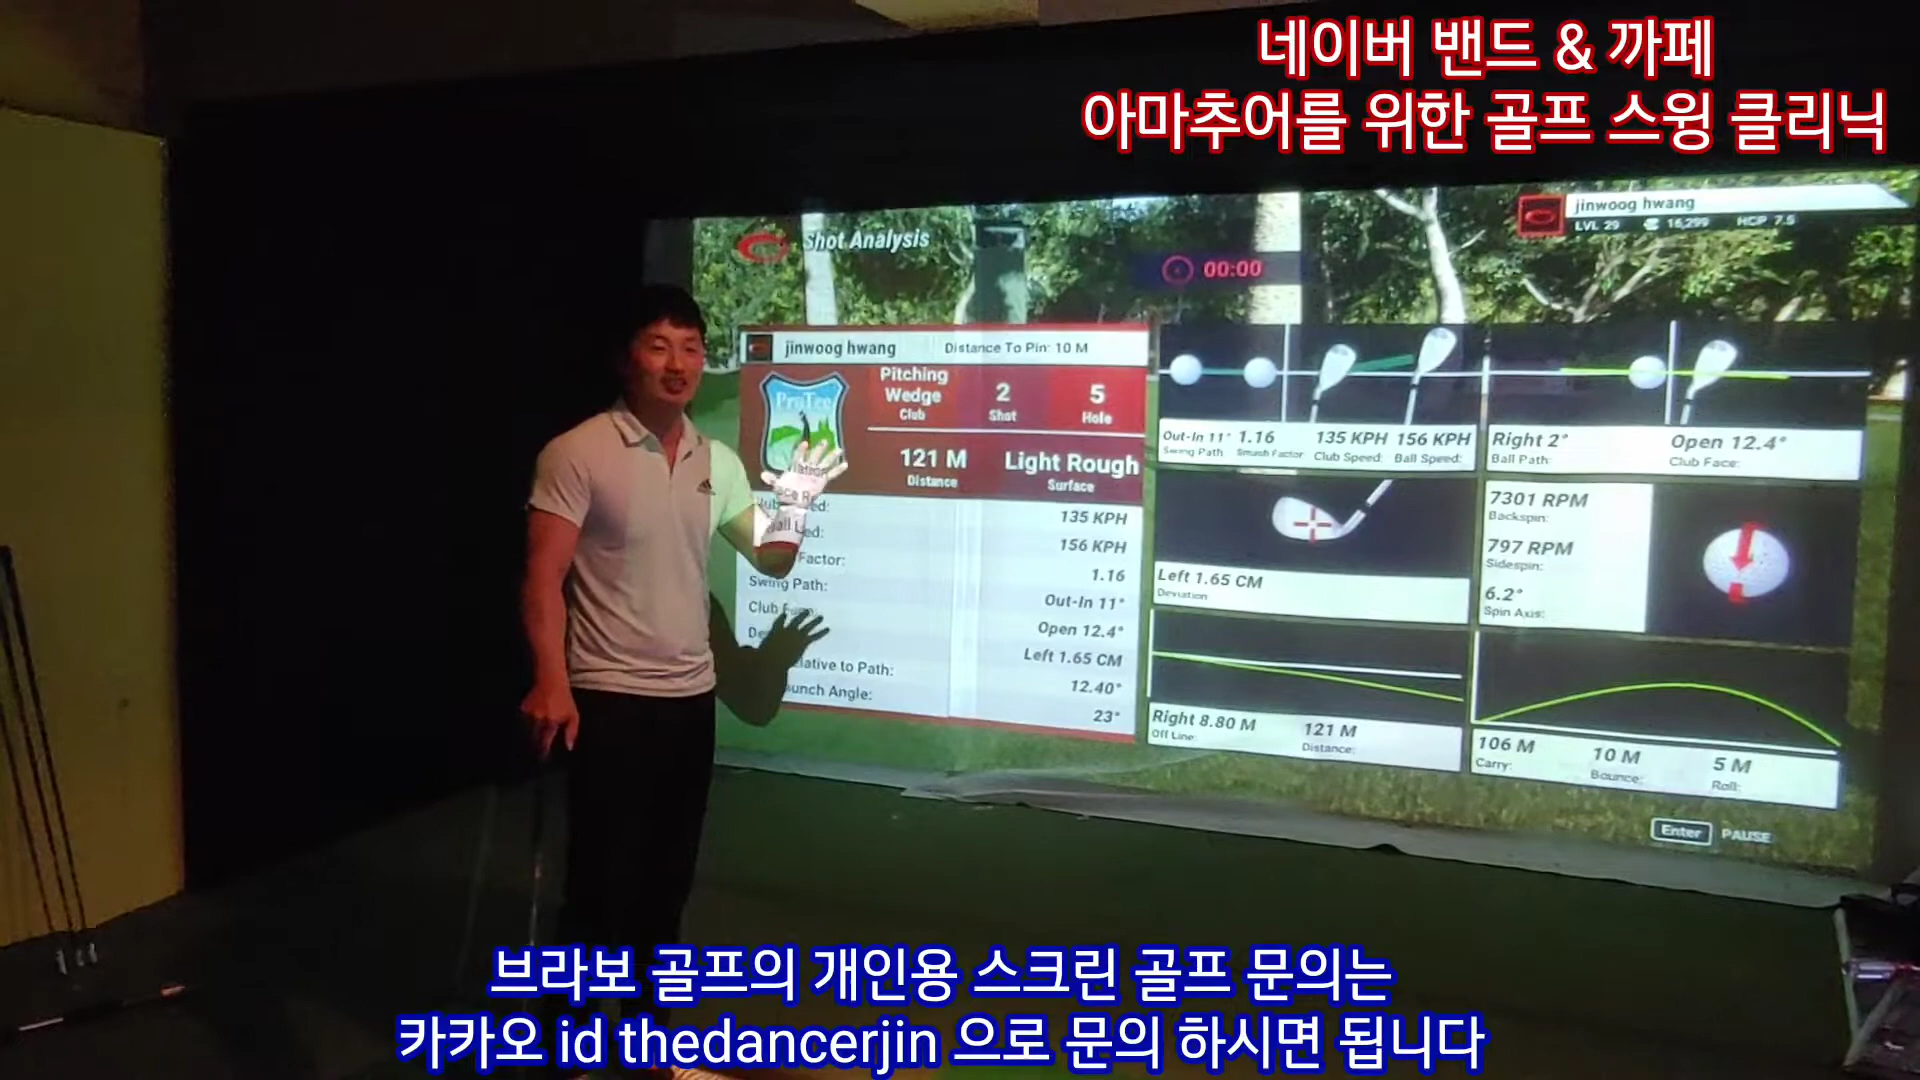 네이버 밴드 & 까페
아마추어를 위한 골프 스윙 클리닉
jinwoog hwang
LVL 29 16,299 HCP 7.5
Shot Analysis
00:00
jinwoog hwang Distance To Pin: 10 M
ProTee
Pitching Wedge
Club
2
Shot
5
Hole
121 M
Distance
Light Rough
Surface
135 KPH
156 KPH
Factor: 1.16
Swing Path: Out-In 11°
Club Open 12.4°
Left 1.65 CM
to Path: 12.40°
Angle: 23°
Out-In 11° 1.16 135 KPH 156 KPH
Swing Path: Smash Factor Club Speed: Ball Speed:
Right 2° Open 12.4°
Ball Path: Club Face:
Left 1.65 CM
Deviation
7301 RPM
Backspin:
797 RPM
Sidespin:
6.2°
Spin Axis:
Right 8.80 M 121 M
Off Line: Distance:
106 M 10 M 5 M
Carry: Bounce: Roll:
Enter PAUSE
브라보 골프의 개인용 스크린 골프 문의는
카카오 id thedancerjin 으로 문의 하시면 됩니다